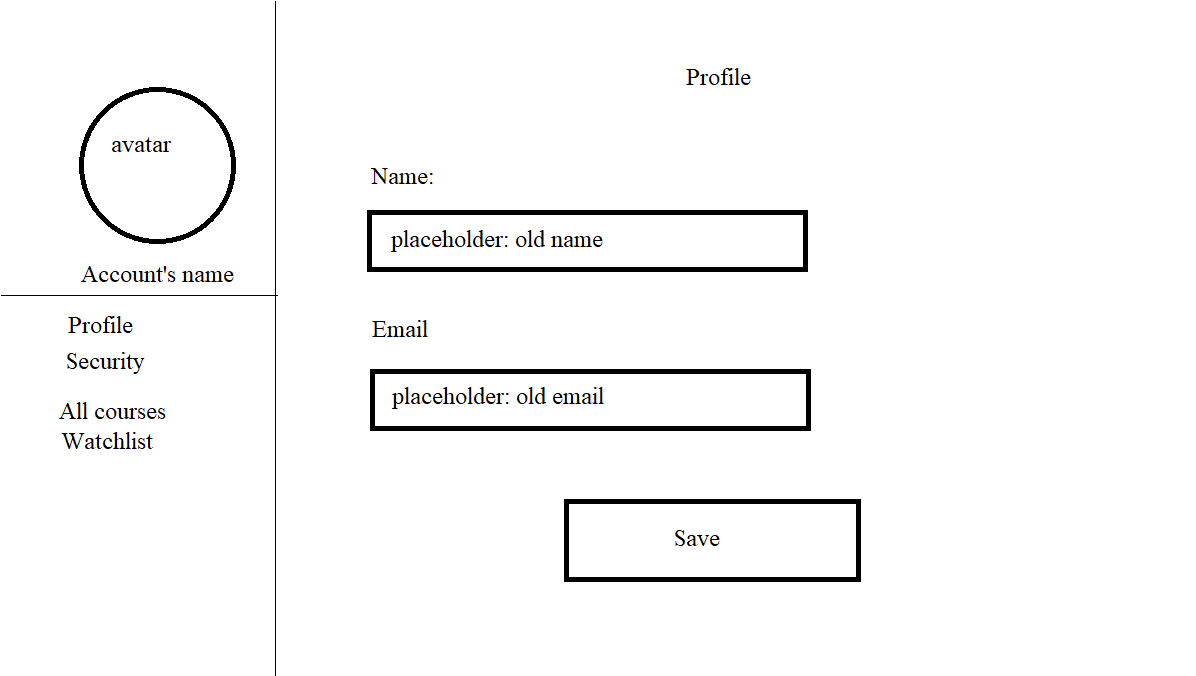 avatar
Account's name
Profile
Security
All courses
Watchlist
Profile
Name:
placeholder: old name
Email
placeholder: old email
Save